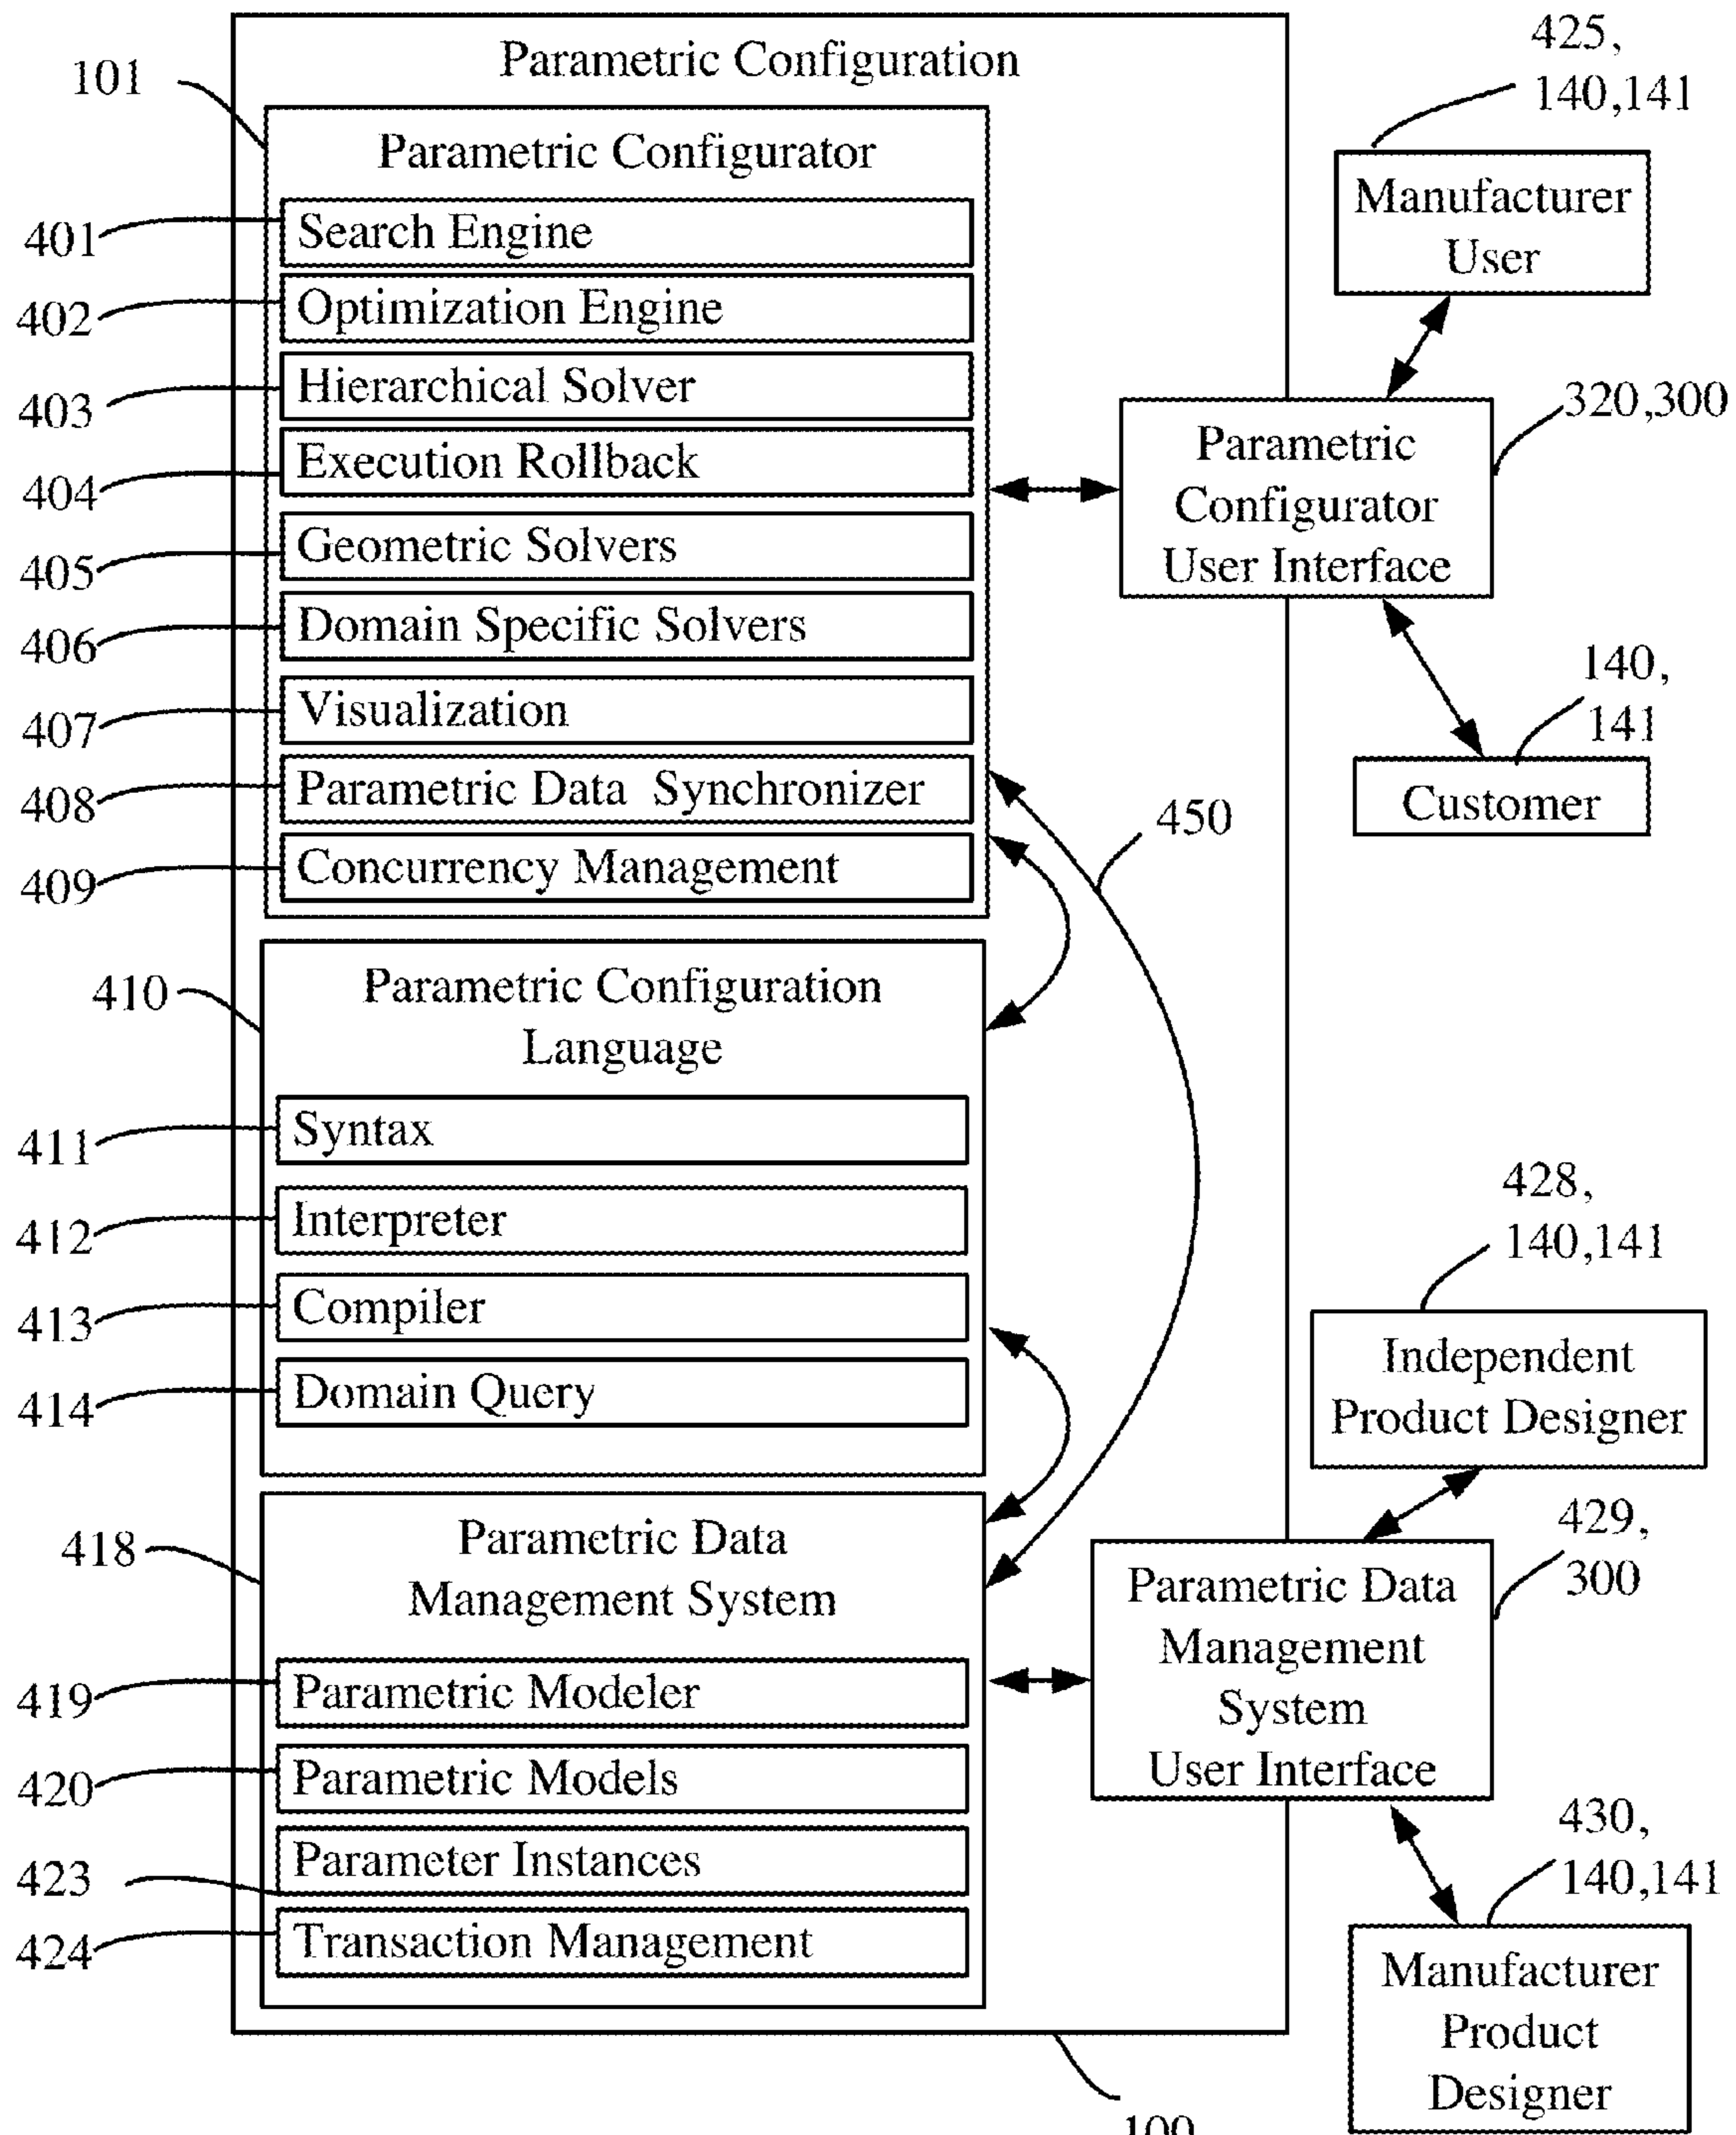 Parametric Configuration
101
Parametric Configurator
401
Search Engine
402
Optimization Engine
403
Hierarchical Solver
404
Execution Rollback
405
Geometric Solvers
406
Domain Specific Solvers
407
Visualization
408
Parametric Data Synchronizer
409
Concurrency Management
410
Parametric Configuration
Language
411
Syntax
412
Interpreter
413
Compiler
414
Domain Query
418
Parametric Data
Management System
419
Parametric Modeler
420
Parametric Models
423
Parameter Instances
424
Transaction Management
425,
140,141
Manufacturer
User
320,300
Parametric
Configurator
User Interface
140,
141
Customer
450
428,
140,141
Independent
Product Designer
429,
300
Parametric Data
Management
System
User Interface
430,
140,141
Manufacturer
Product
Designer
100